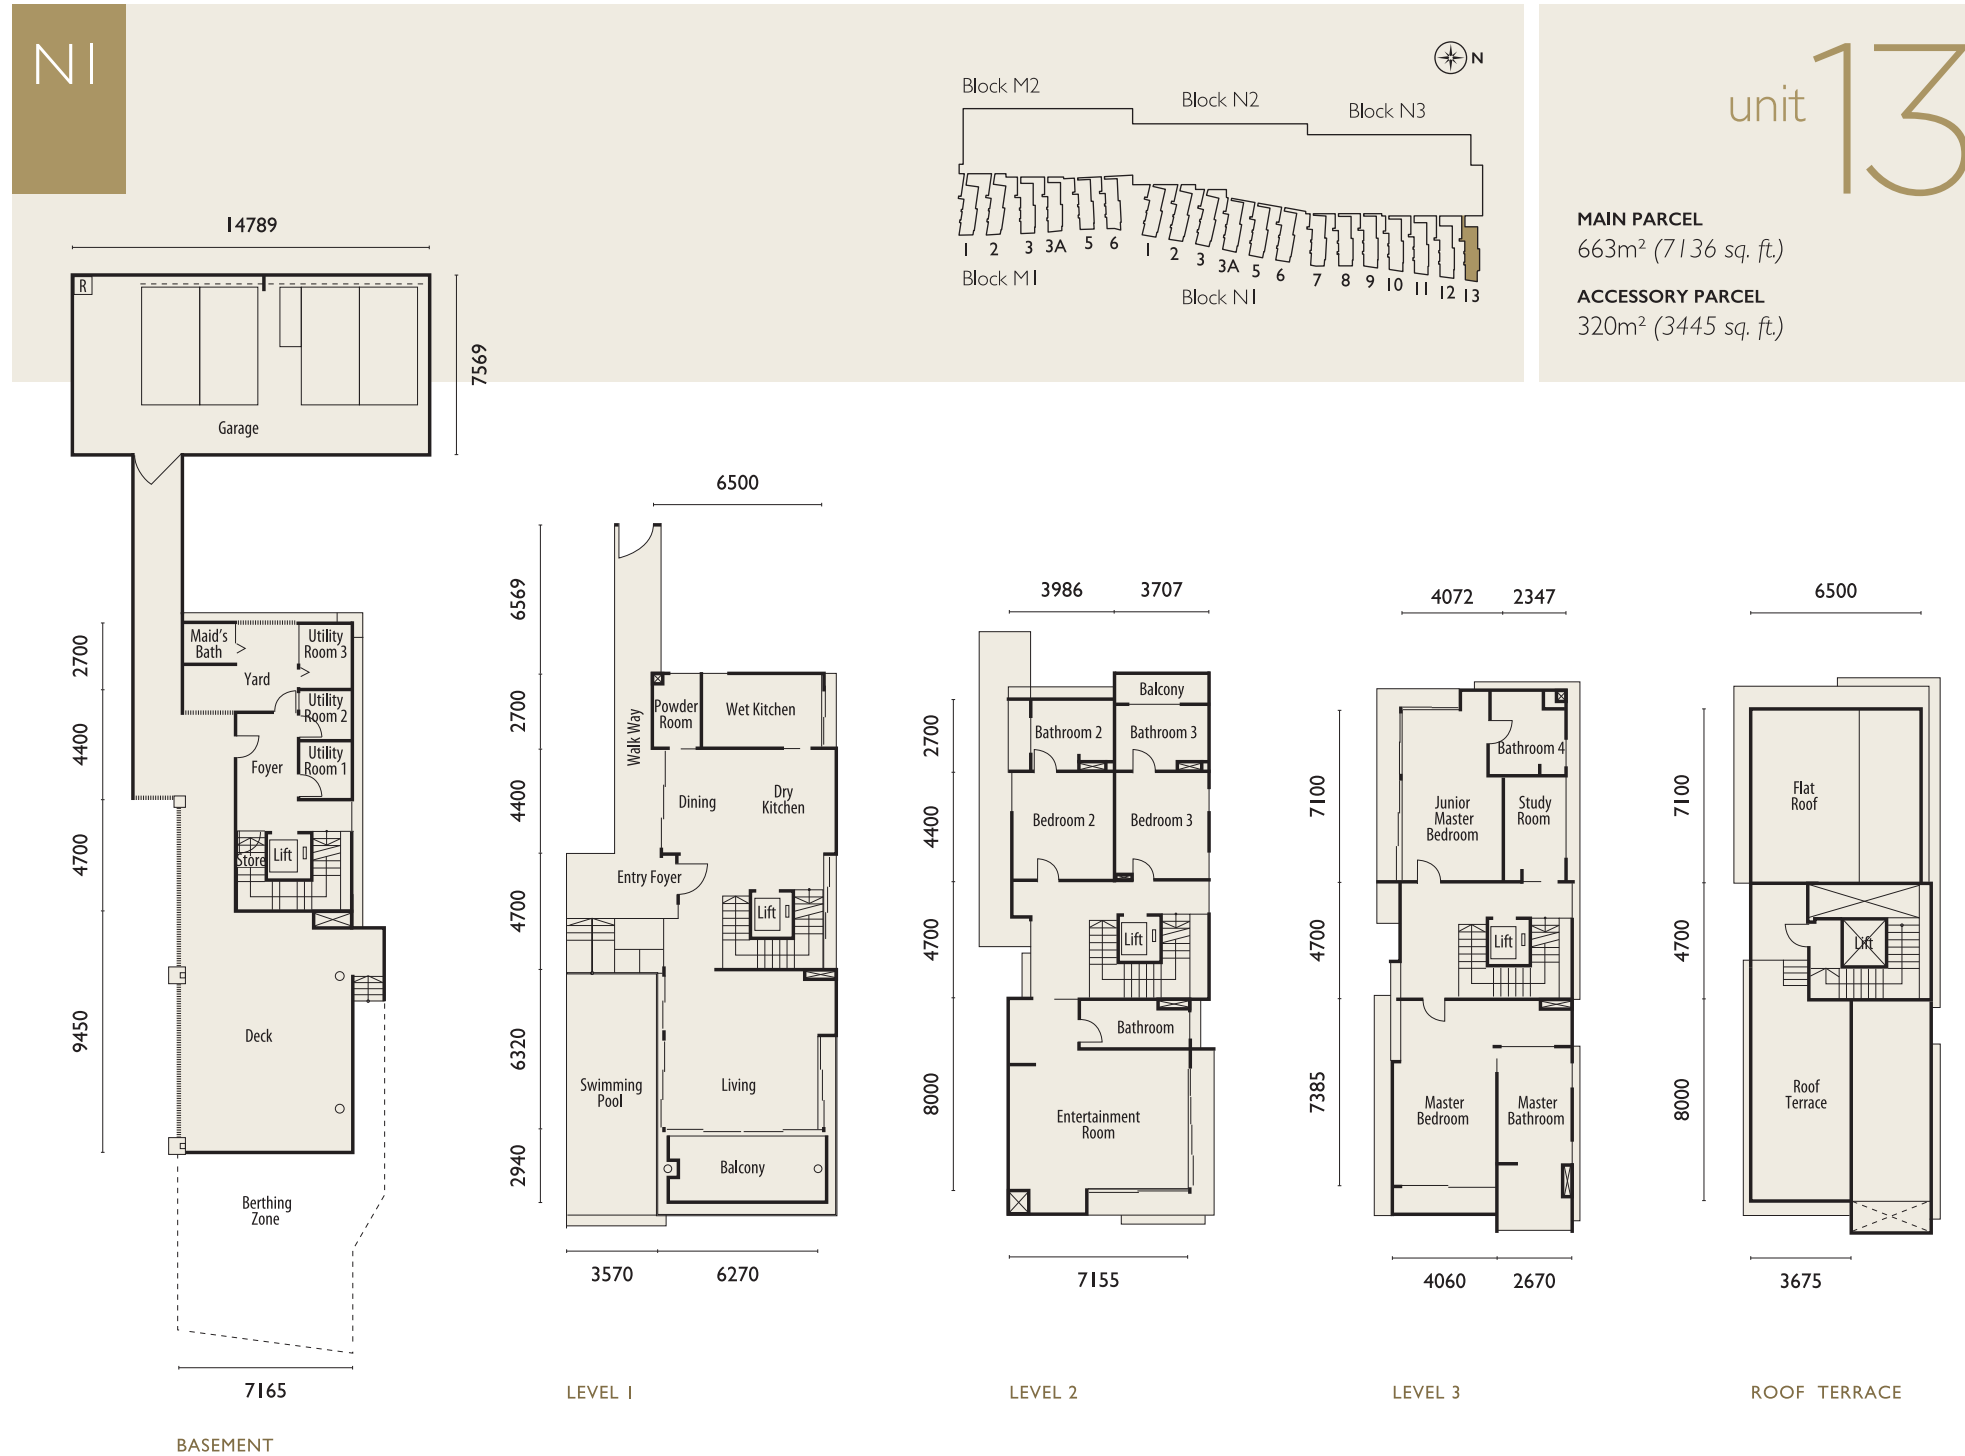 N1
Block M2
Block N2
Block N3
N
1
2
3
3A
5
6
1
2
3
3A
5
6
7
8
9
10
11
12
13
Block M1
Block N1
unit 13
MAIN PARCEL
663m² (7136 sq. ft.)
ACCESSORY PARCEL
320m² (3445 sq. ft.)
14789
7569
R
Garage
2700
4400
4700
9450
Maid's
Bath
Utility
Room 3
Yard
Utility
Room 2
Utility
Room 1
Foyer
Store
Lift
Deck
Berthing
Zone
7165
BASEMENT
6500
6569
2700
4400
4700
6320
2940
Walk Way
Powder
Room
Wet Kitchen
Dining
Dry
Kitchen
Entry Foyer
Lift
Swimming
Pool
Living
Balcony
3570
6270
LEVEL 1
3986
3707
2700
4400
4700
8000
Balcony
Bathroom 2
Bathroom 3
Bedroom 2
Bedroom 3
Lift
Bathroom
Entertainment
Room
7155
LEVEL 2
4072
2347
7100
4700
7385
Bathroom 4
Junior
Master
Bedroom
Study
Room
Lift
Master
Bedroom
Master
Bathroom
4060
2670
LEVEL 3
6500
7100
4700
8000
Flat
Roof
Lift
Roof
Terrace
3675
ROOF TERRACE